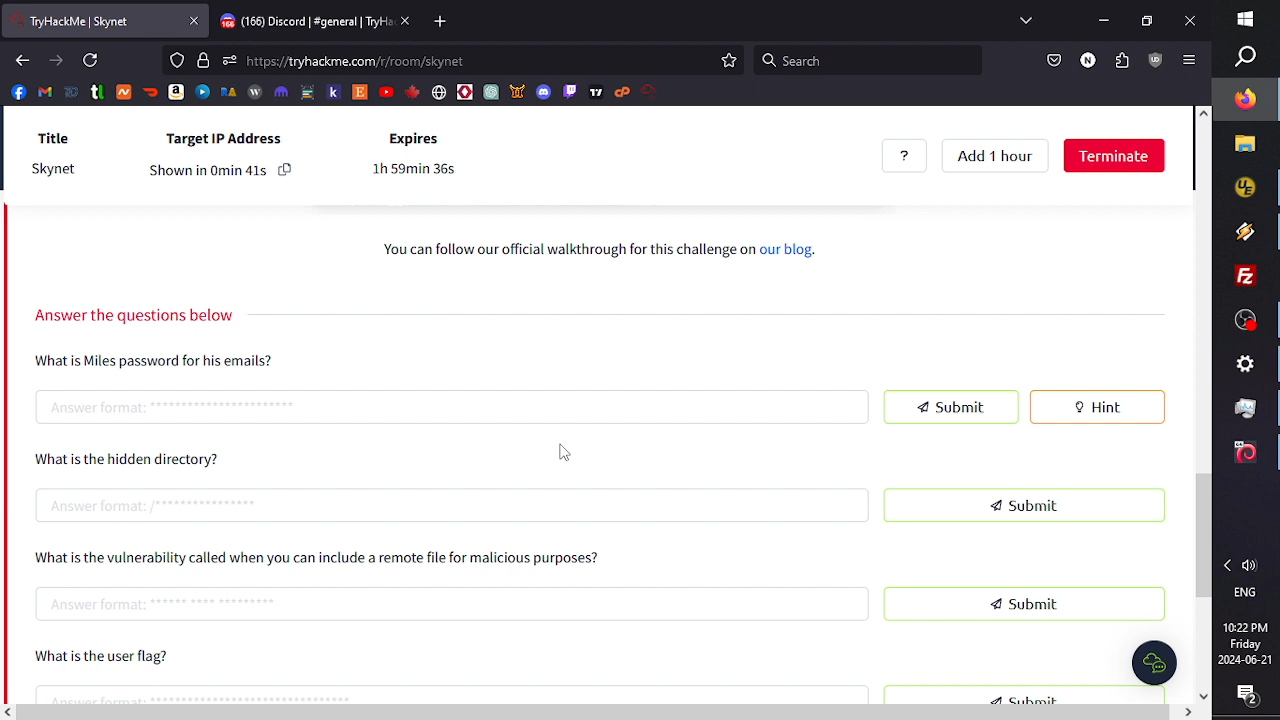 TryHackMe | Skynet
(166) Discord | #general | TryHa
https://tryhackme.com/r/room/skynet
Search
Title
Target IP Address
Expires
Skynet
Shown in 0min 41s
1h 59min 36s
?
Add 1 hour
Terminate
You can follow our official walkthrough for this challenge on our blog.
Answer the questions below
What is Miles password for his emails?
Answer format: ***********************
Submit
Hint
What is the hidden directory?
Answer format: /****************
Submit
What is the vulnerability called when you can include a remote file for malicious purposes?
Answer format: ****** **** *********
Submit
What is the user flag?
Answer format: ********************************
Submit
ENG
10:22 PM
Friday
2024-06-21
2